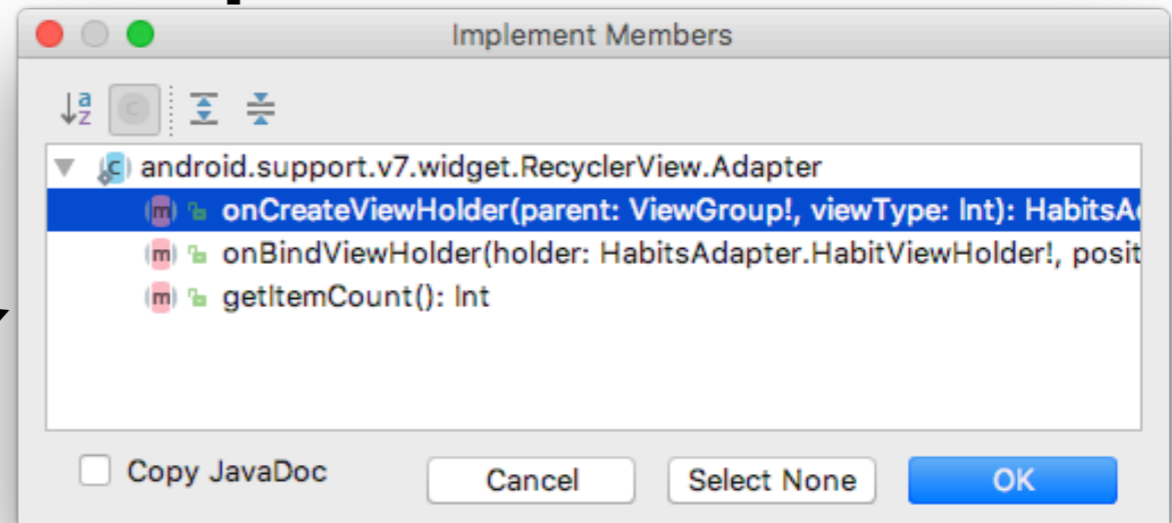 Implement Members
android.support.v7.widget.RecyclerView.Adapter
onCreateViewHolder(parent: ViewGroup!, viewType: Int): HabitsA
onBindViewHolder(holder: HabitsAdapter.HabitViewHolder!, posit
getItemCount(): Int
Copy JavaDoc Cancel Select None OK